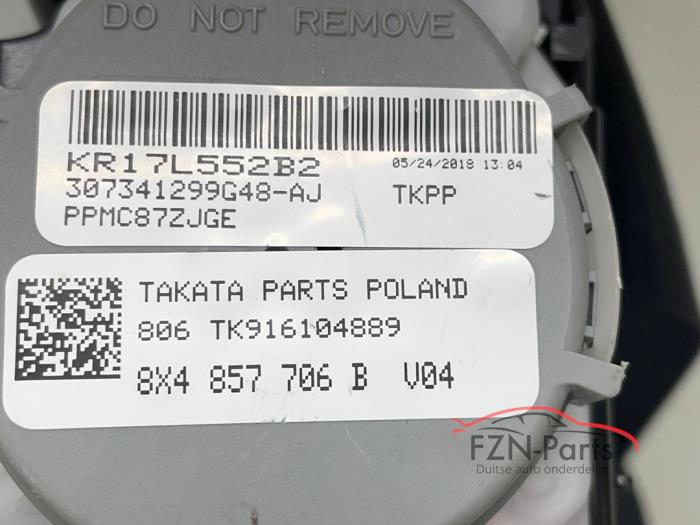 DO NOT REMOVE
KR17L552B2
05/24/2018 13:04
307341299G48-AJ
TKPP
PPMC87ZJGE
TAKATA PARTS POLAND
806 TK916104889
8X4 857 706 B V04
FZN-Parts
Duitse auto onderdelen